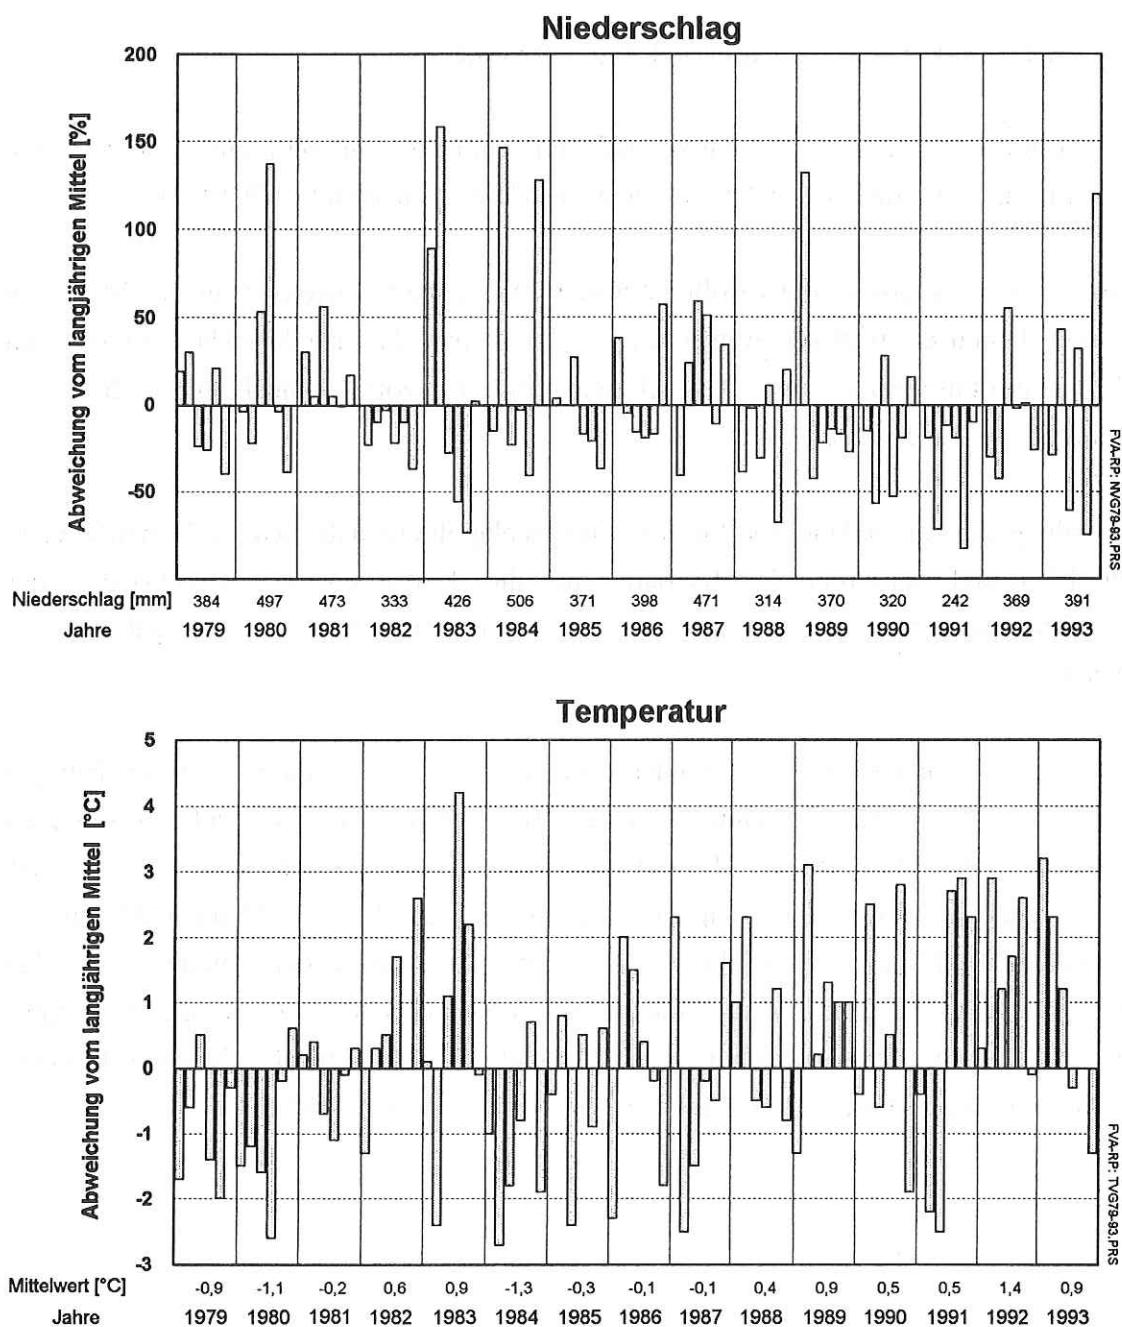 Niederschlag
Abweichung vom langjährigen Mittel [%]
200
150
100
50
0
-50
FVA-RP: NVG79-93.PRS
Niederschlag [mm] 384 497 473 333 426 506 371 398 471 314 370 320 242 369 391
Jahre 1979 1980 1981 1982 1983 1984 1985 1986 1987 1988 1989 1990 1991 1992 1993
Temperatur
Abweichung vom langjährigen Mittel [°C]
5
4
3
2
1
0
-1
-2
-3
FVA-RP: TVG79-93.PRS
Mittelwert [°C] -0,9 -1,1 -0,2 0,6 0,9 -1,3 -0,3 -0,1 -0,1 0,4 0,9 0,5 0,5 1,4 0,9
Jahre 1979 1980 1981 1982 1983 1984 1985 1986 1987 1988 1989 1990 1991 1992 1993